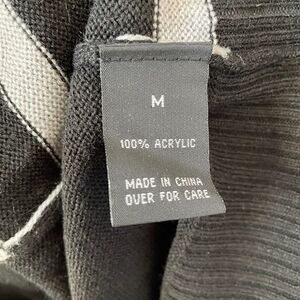 M
100% ACRYLIC
MADE IN CHINA
OVER FOR CARE